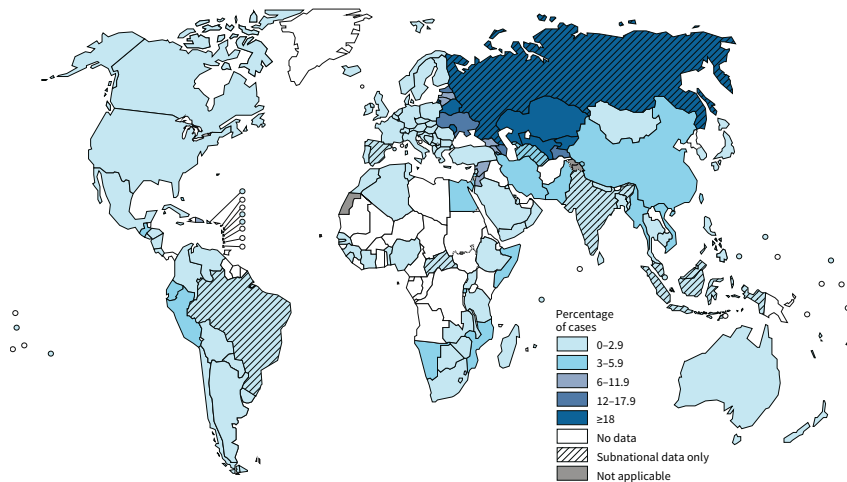 Percentage
of cases
0–2.9
3–5.9
6–11.9
12–17.9
≥18
No data
Subnational data only
Not applicable